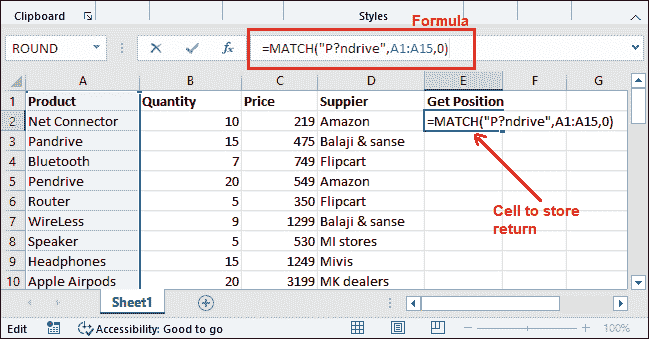 Clipboard Styles
Formula
ROUND =MATCH("P?ndrive",A1:A15,0)
A B C D E F G
1 Product Quantity Price Suppier Get Position
2 Net Connector 10 219 Amazon =MATCH("P?ndrive",A1:A15,0)
3 Pandrive 15 475 Balaji & sanse
4 Bluetooth 7 749 Flipcart
5 Pendrive 20 549 Amazon
6 Router 5 350 Flipcart
7 WireLess 9 1299 Balaji & sanse
8 Speaker 5 530 MI stores
9 Headphones 15 1249 Mivis
10 Apple Airpods 20 3199 MK dealers
Cell to store
return
Sheet1
Edit Accessibility: Good to go 100%